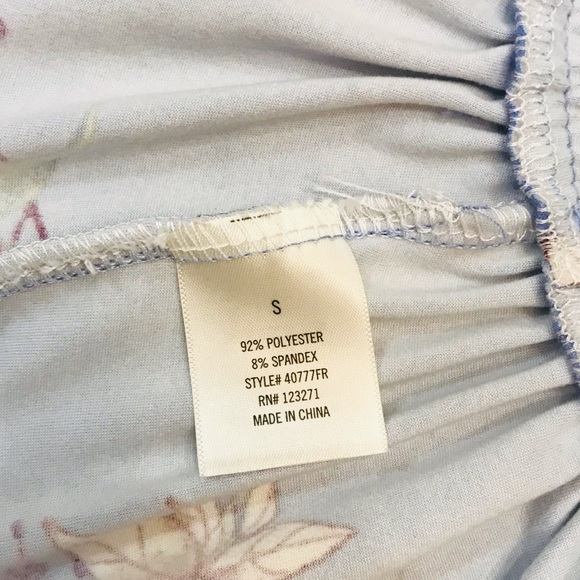 S
92% POLYESTER
8% SPANDEX
STYLE# 40777FR
RN# 123271
MADE IN CHINA